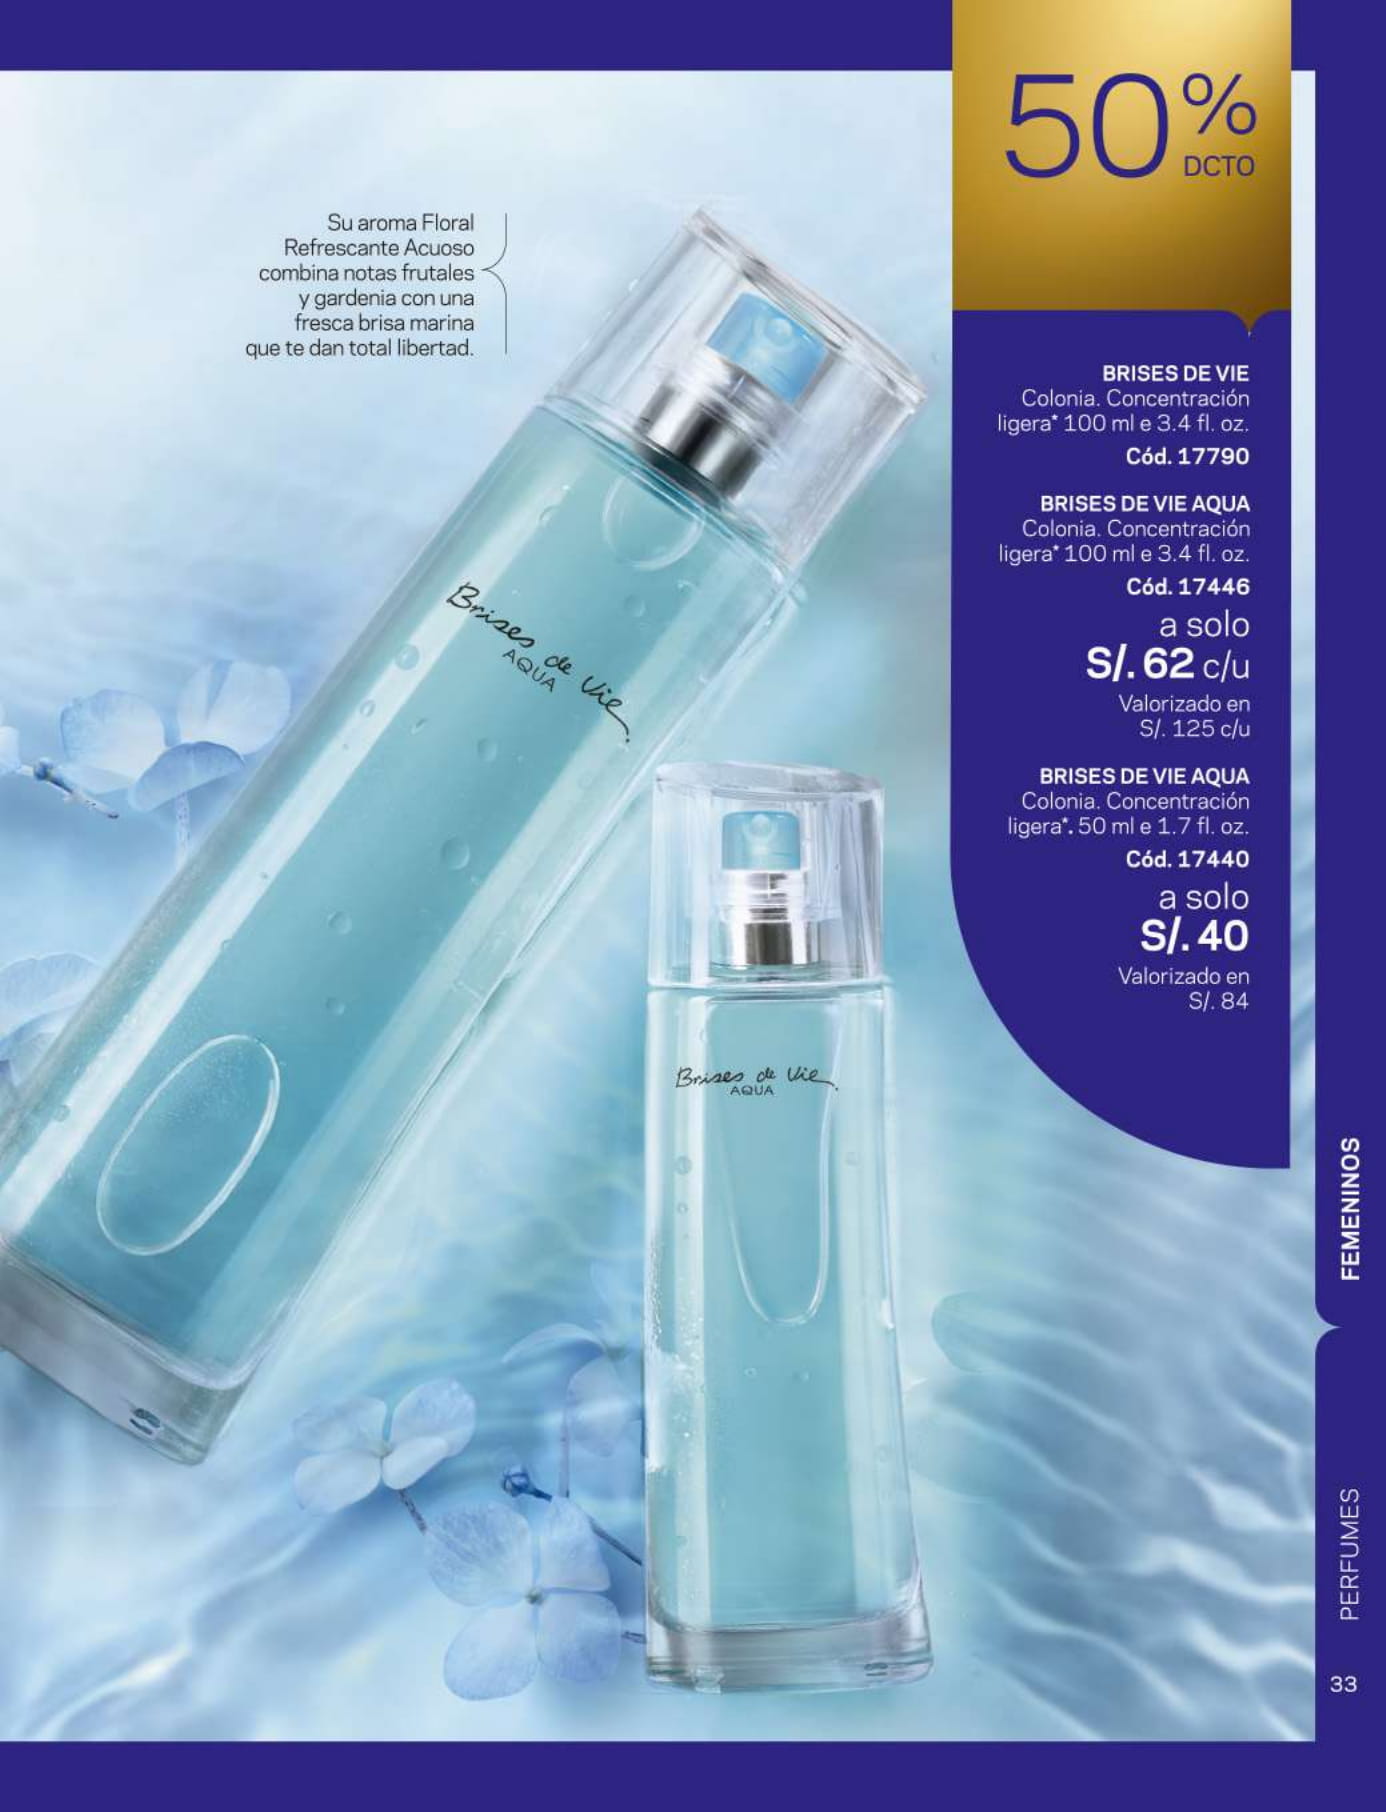 50%
DCTO
Su aroma Floral
Refrescante Acuoso
combina notas frutales
y gardenia con una
fresca brisa marina
que te dan total libertad.
BRISES DE VIE
Colonia. Concentración
ligera* 100 ml e 3.4 fl. oz.
Cód. 17790
BRISES DE VIE AQUA
Colonia. Concentración
ligera* 100 ml e 3.4 fl. oz.
Cód. 17446
a solo
S/. 62 c/u
Valorizado en
S/. 125 c/u
BRISES DE VIE AQUA
Colonia. Concentración
ligera*. 50 ml e 1.7 fl. oz.
Cód. 17440
a solo
S/. 40
Valorizado en
S/. 84
Brises de Vie
AQUA
Brises de Vie
AQUA
FEMENINOS
PERFUMES
33